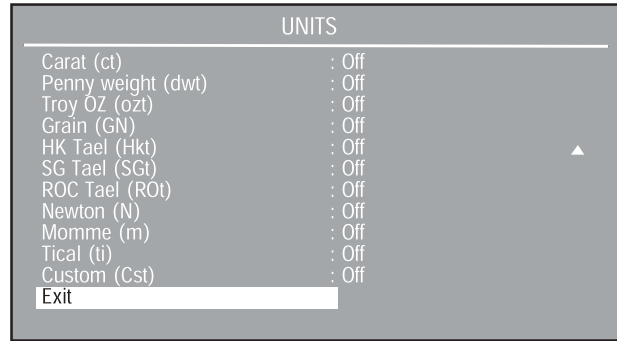 UNITS
Carat (ct) : Off
Penny weight (dwt) : Off
Troy OZ (ozt) : Off
Grain (GN) : Off
HK Tael (Hkt) : Off
SG Tael (SGt) : Off
ROC Tael (ROt) : Off
Newton (N) : Off
Momme (m) : Off
Tical (ti) : Off
Custom (Cst) : Off
Exit